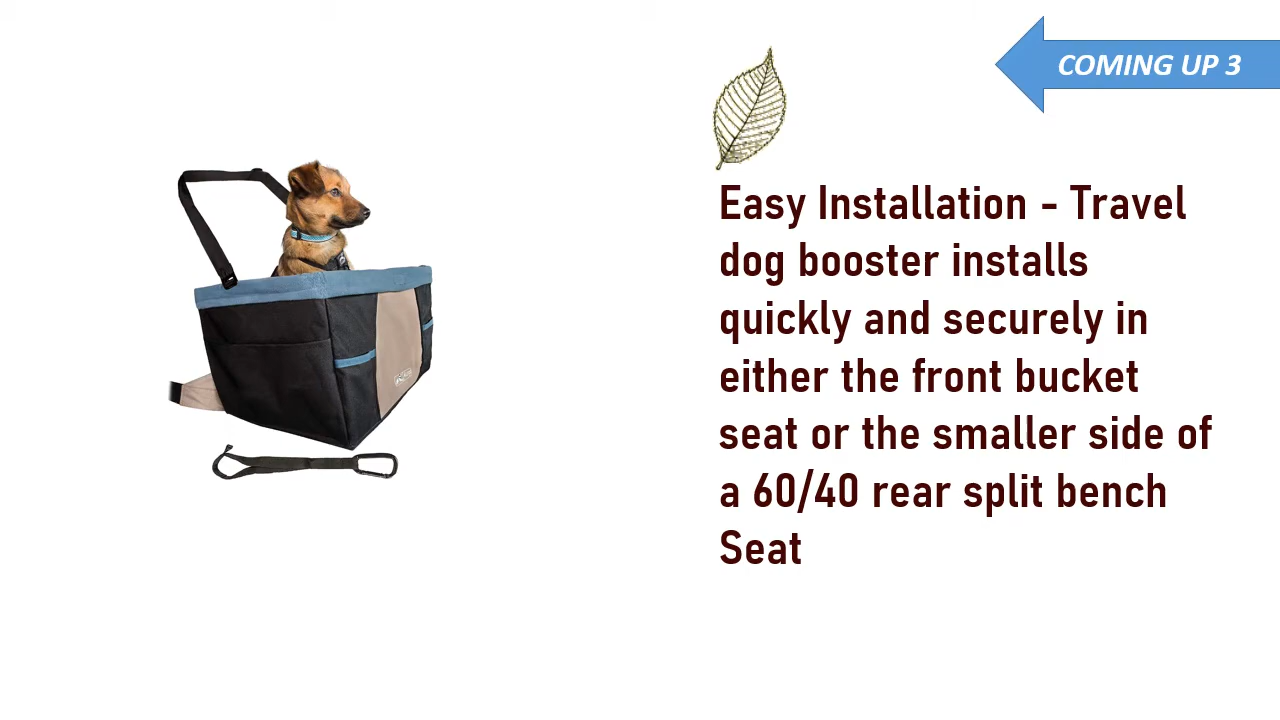 COMING UP 3
Easy Installation - Travel
dog booster installs
quickly and securely in
either the front bucket
seat or the smaller side of
a 60/40 rear split bench
Seat